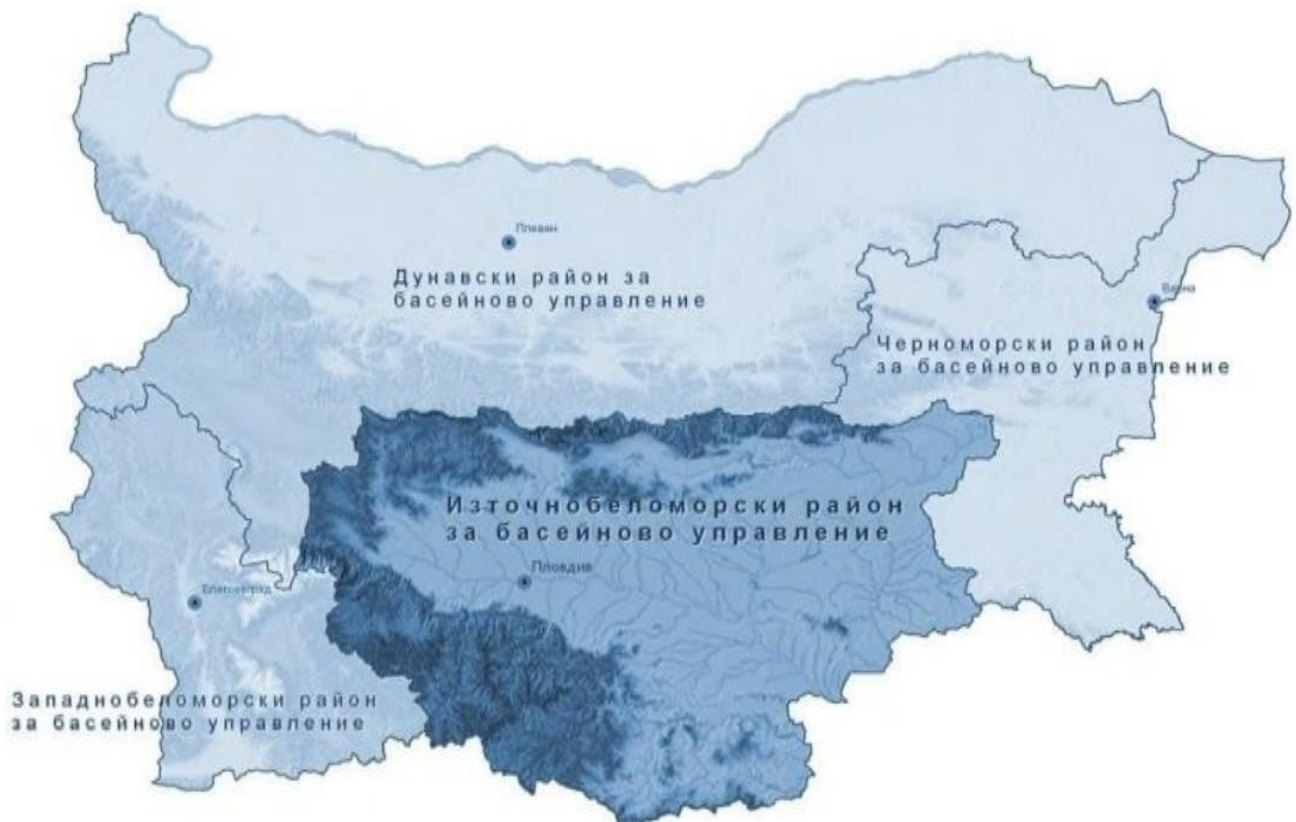 Плевен
Дунавски район за
басейново управление
Варна
Черноморски район
за басейново управление
Източнобеломорски район
за басейново управление
Пловдив
Благоевград
Западнобеломорски район
за басейново управление